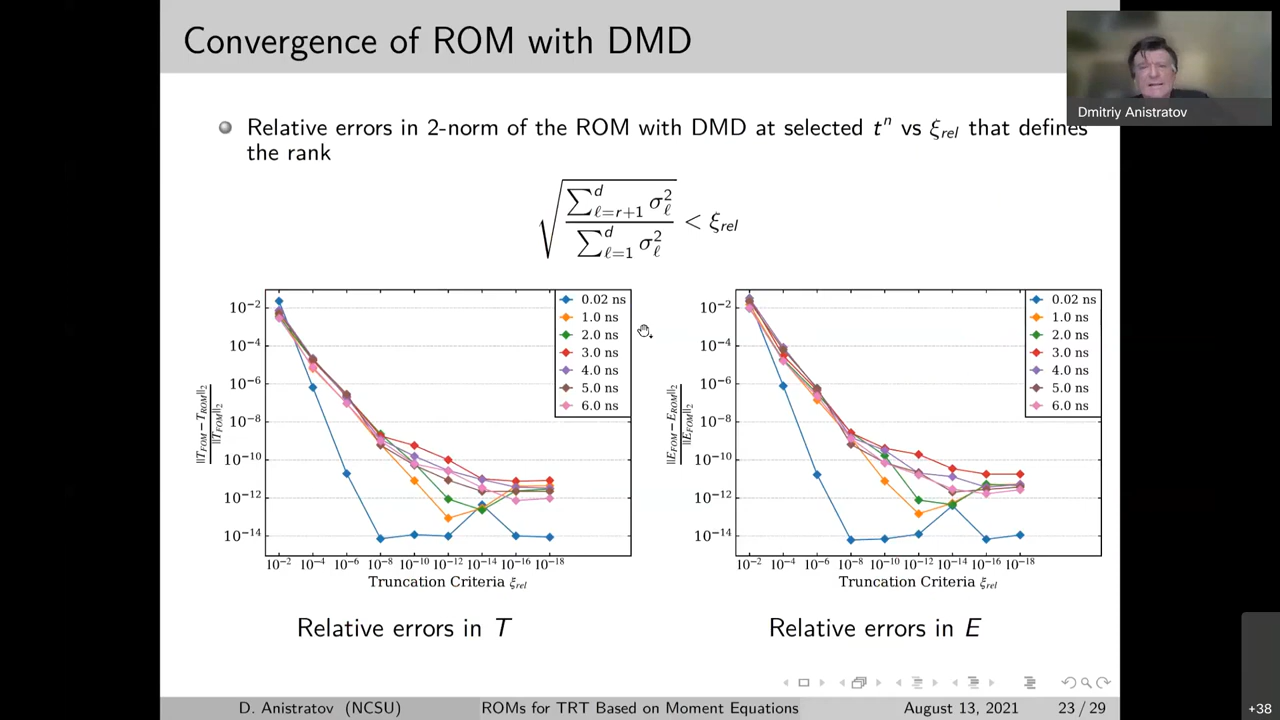 Convergence of ROM with DMD
Dmitriy Anistratov
Relative errors in 2-norm of the ROM with DMD at selected tⁿ vs ξ_rel that defines
the rank
√(∑_{ℓ=r+1}^d σ_ℓ^2 / ∑_{ℓ=1}^d σ_ℓ^2) < ξ_rel
10⁻²
10⁻⁴
10⁻⁶
10⁻⁸
10⁻¹⁰
10⁻¹²
10⁻¹⁴
||T_FOM − T_ROM||₂ / ||T_FOM||₂
0.02 ns
1.0 ns
2.0 ns
3.0 ns
4.0 ns
5.0 ns
6.0 ns
10⁻² 10⁻⁴ 10⁻⁶ 10⁻⁸ 10⁻¹⁰ 10⁻¹² 10⁻¹⁴ 10⁻¹⁶ 10⁻¹⁸
Truncation Criteria ξ_rel
Relative errors in T
10⁻²
10⁻⁴
10⁻⁶
10⁻⁸
10⁻¹⁰
10⁻¹²
10⁻¹⁴
||E_FOM − E_ROM||₂ / ||E_FOM||₂
0.02 ns
1.0 ns
2.0 ns
3.0 ns
4.0 ns
5.0 ns
6.0 ns
10⁻² 10⁻⁴ 10⁻⁶ 10⁻⁸ 10⁻¹⁰ 10⁻¹² 10⁻¹⁴ 10⁻¹⁶ 10⁻¹⁸
Truncation Criteria ξ_rel
Relative errors in E
D. Anistratov (NCSU) ROMs for TRT Based on Moment Equations August 13, 2021 23 / 29
+38